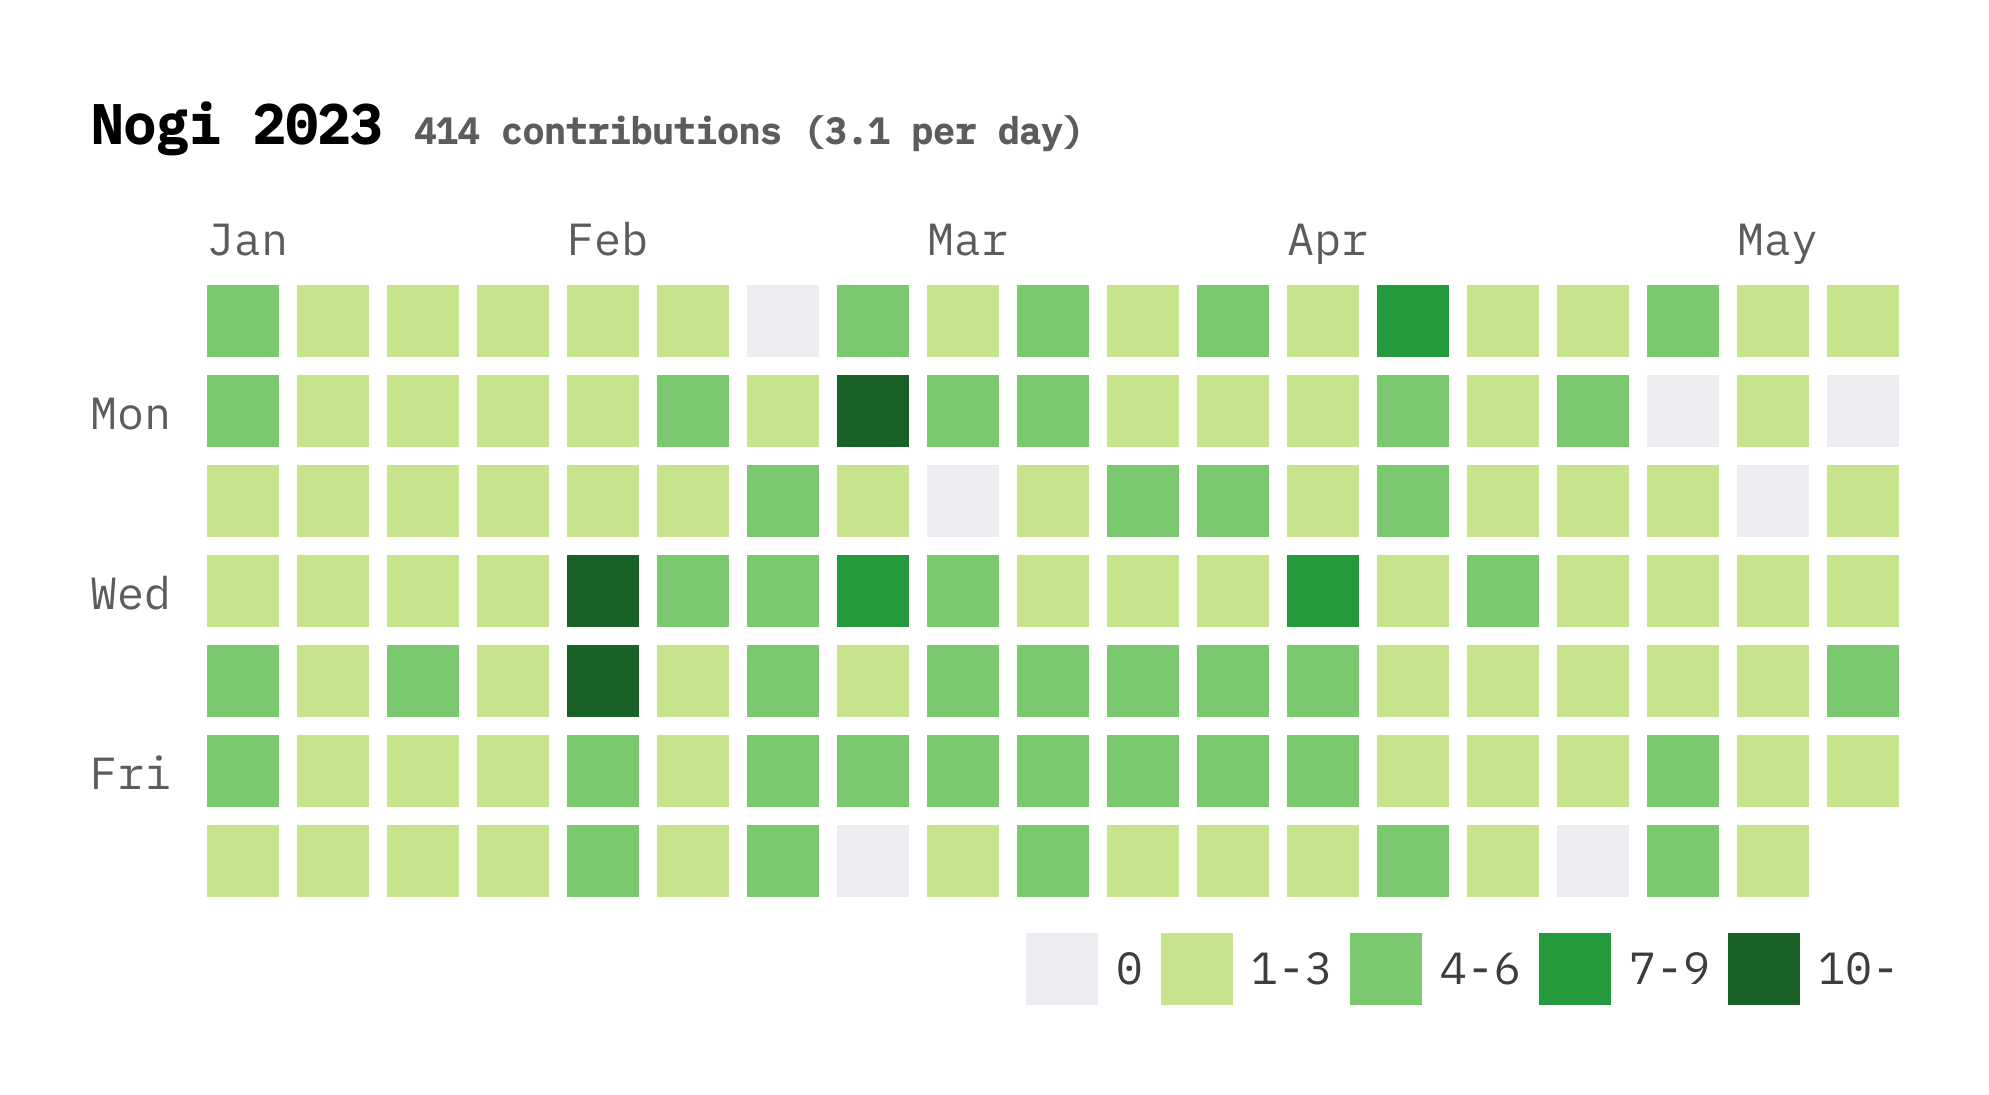 Nogi 2023 414 contributions (3.1 per day)
Jan Feb Mar Apr May
Mon
Wed
Fri
0 1-3 4-6 7-9 10-